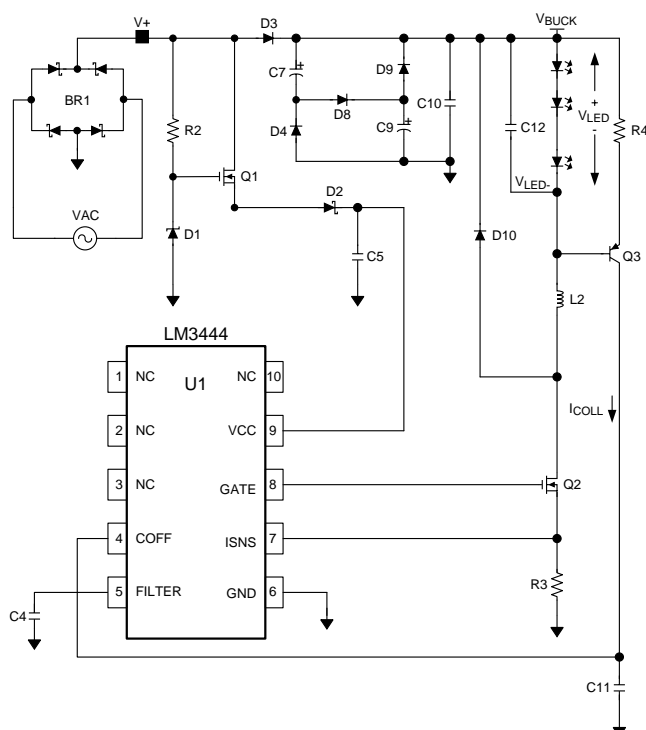 V+
D3
VBUCK
BR1
R2
C7
D9
D8
D4
C9
C10
C12
+
VLED
-
R4
VLED-
Q1
VAC
D1
D2
C5
D10
Q3
L2
LM3444
U1
1 NC
NC 10
2 NC
VCC 9
3 NC
GATE 8
4 COFF
ISNS 7
5 FILTER
GND 6
ICOLL
Q2
R3
C4
C11